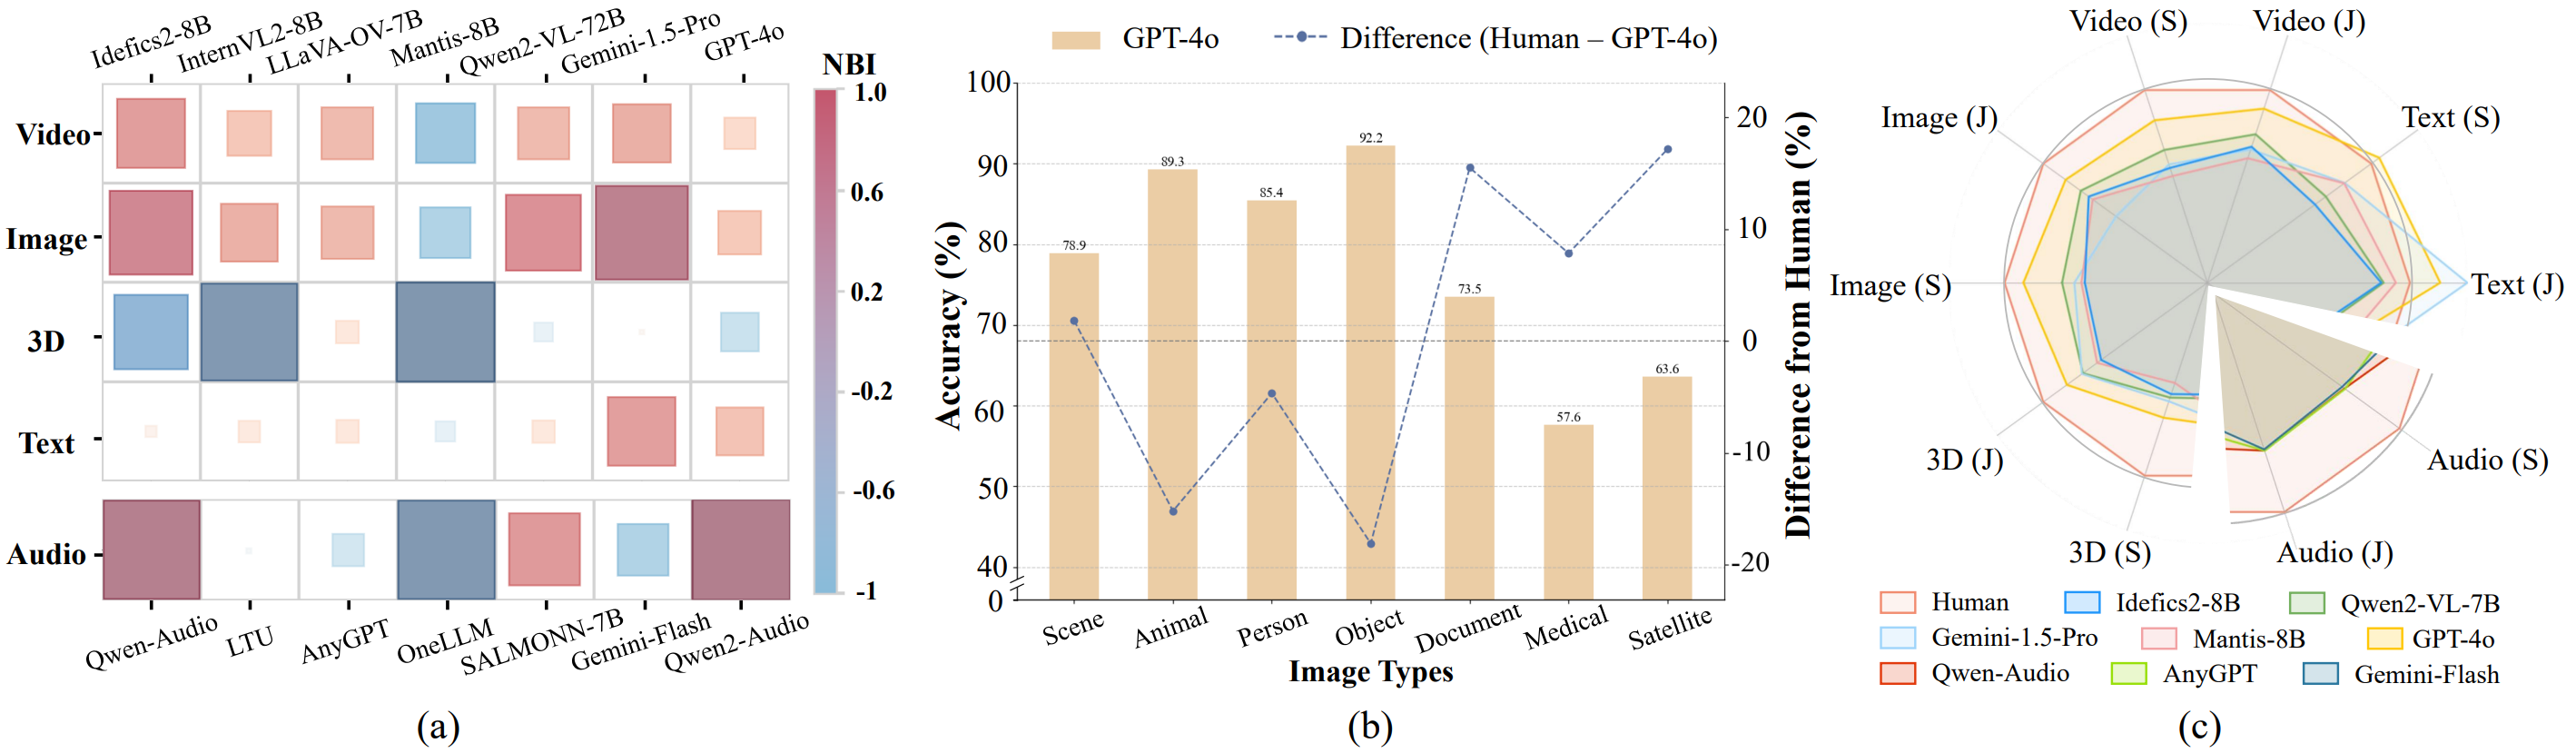 Idefics2-8B
InternVL2-8B
LLaVA-OV-7B
Mantis-8B
Qwen2-VL-72B
Gemini-1.5-Pro
GPT-4o
Video
Image
3D
Text
Audio
Qwen-Audio
LTU
AnyGPT
OneLLM
SALMONN-7B
Gemini-Flash
Qwen2-Audio
NBI
1.0
0.6
0.2
-0.2
-0.6
-1
(a)
GPT-4o
Difference (Human – GPT-4o)
Accuracy (%)
100
90
80
70
60
50
40
0
78.9
89.3
85.4
92.2
73.5
57.6
63.6
20
10
0
-10
-20
Difference from Human (%)
Scene
Animal
Person
Object
Document
Medical
Satellite
Image Types
(b)
Video (S)
Video (J)
Image (J)
Text (S)
Image (S)
Text (J)
3D (J)
Audio (S)
3D (S)
Audio (J)
Human
Idefics2-8B
Qwen2-VL-7B
Gemini-1.5-Pro
Mantis-8B
GPT-4o
Qwen-Audio
AnyGPT
Gemini-Flash
(c)